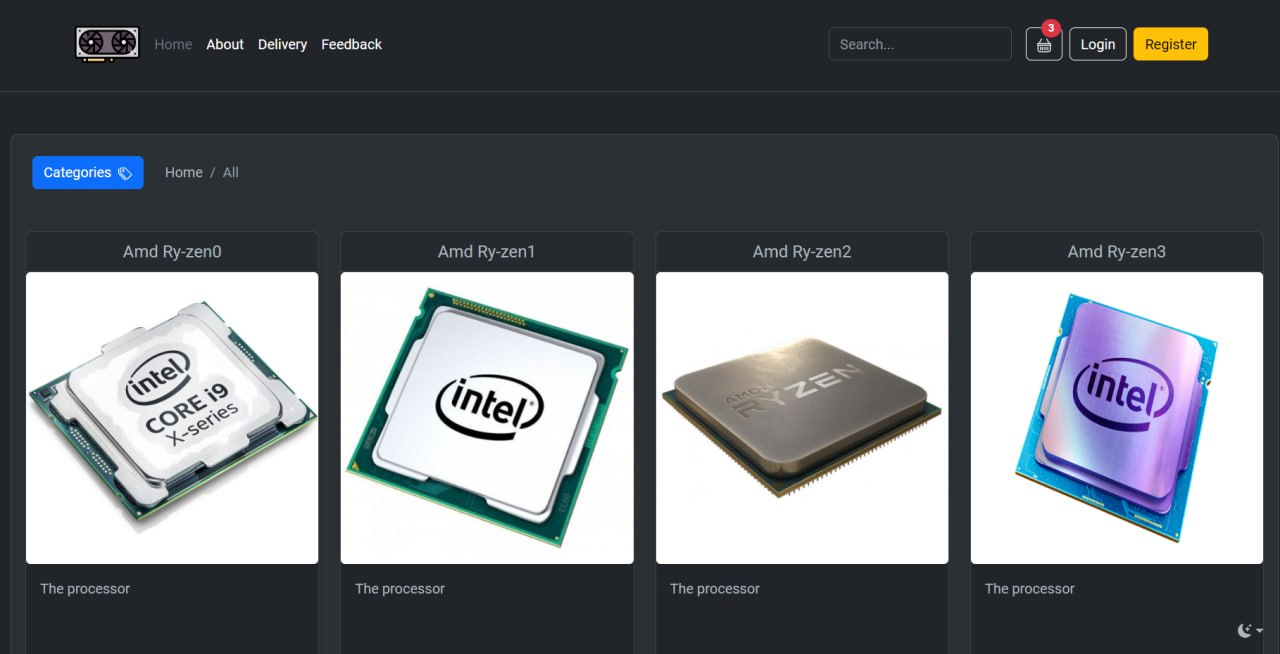 Home About Delivery Feedback Search... 3 Login Register
Categories Home / All
Amd Ry-zen0 Amd Ry-zen1 Amd Ry-zen2 Amd Ry-zen3
intel
CORE i9
X-series
intel
AMD
RYZEN
intel
The processor The processor The processor The processor